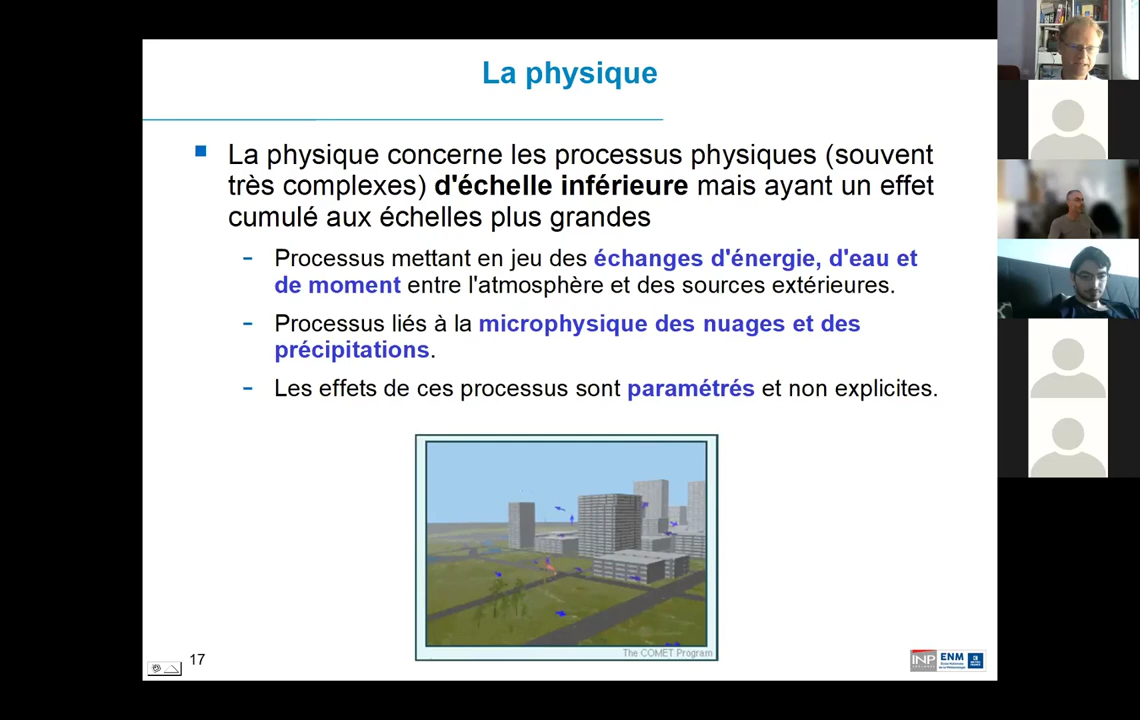 La physique
La physique concerne les processus physiques (souvent
très complexes) d'échelle inférieure mais ayant un effet
cumulé aux échelles plus grandes
- Processus mettant en jeu des échanges d'énergie, d'eau et
de moment entre l'atmosphère et des sources extérieures.
- Processus liés à la microphysique des nuages et des
précipitations.
- Les effets de ces processus sont paramétrés et non explicites.
The COMET Program
17
INP ENM